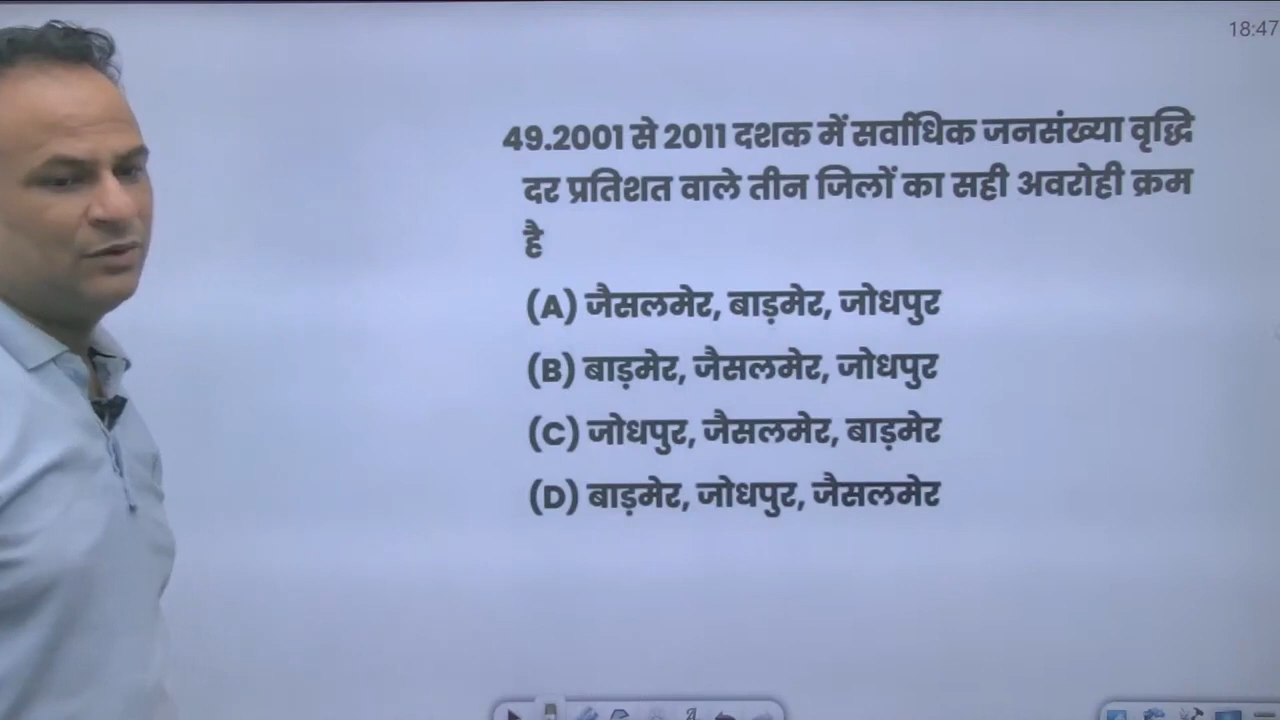 18:47
49.2001 से 2011 दशक में सर्वाधिक जनसंख्या वृद्धि
दर प्रतिशत वाले तीन जिलों का सही अवरोही क्रम
है
(A) जैसलमेर, बाड़मेर, जोधपुर
(B) बाड़मेर, जैसलमेर, जोधपुर
(C) जोधपुर, जैसलमेर, बाड़मेर
(D) बाड़मेर, जोधपुर, जैसलमेर